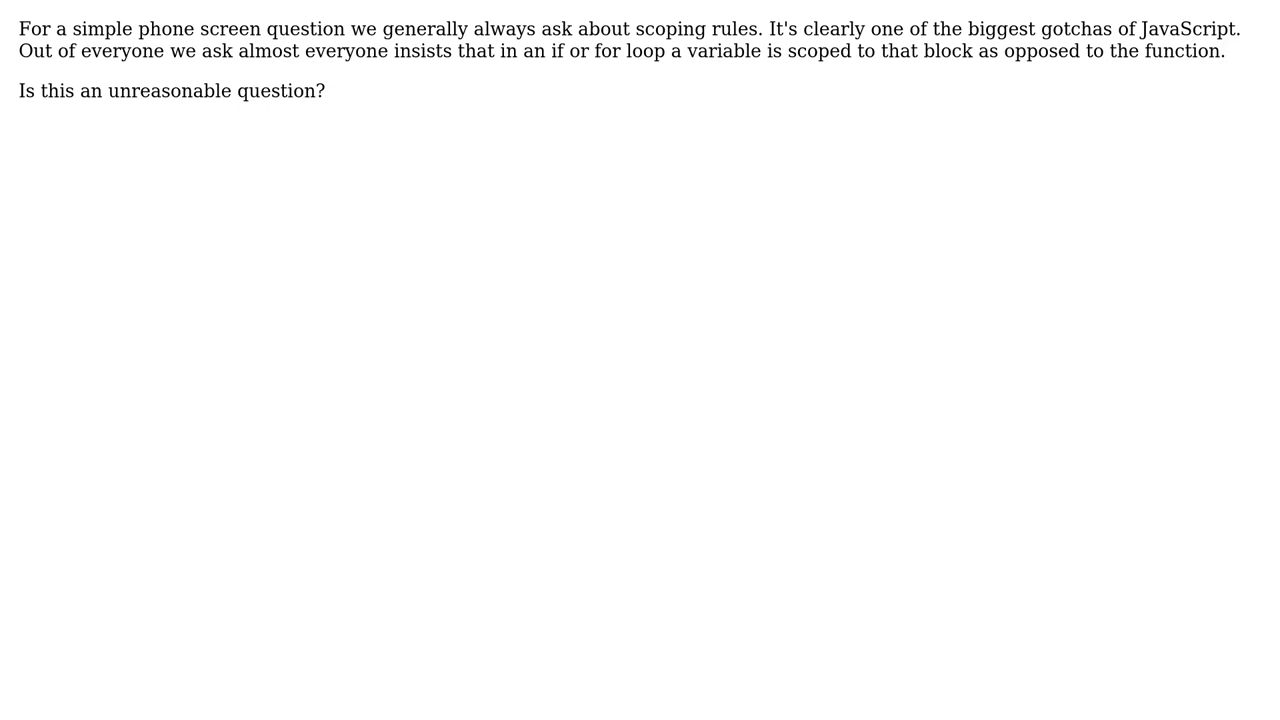 For a simple phone screen question we generally always ask about scoping rules. It's clearly one of the biggest gotchas of JavaScript.
Out of everyone we ask almost everyone insists that in an if or for loop a variable is scoped to that block as opposed to the function.
Is this an unreasonable question?